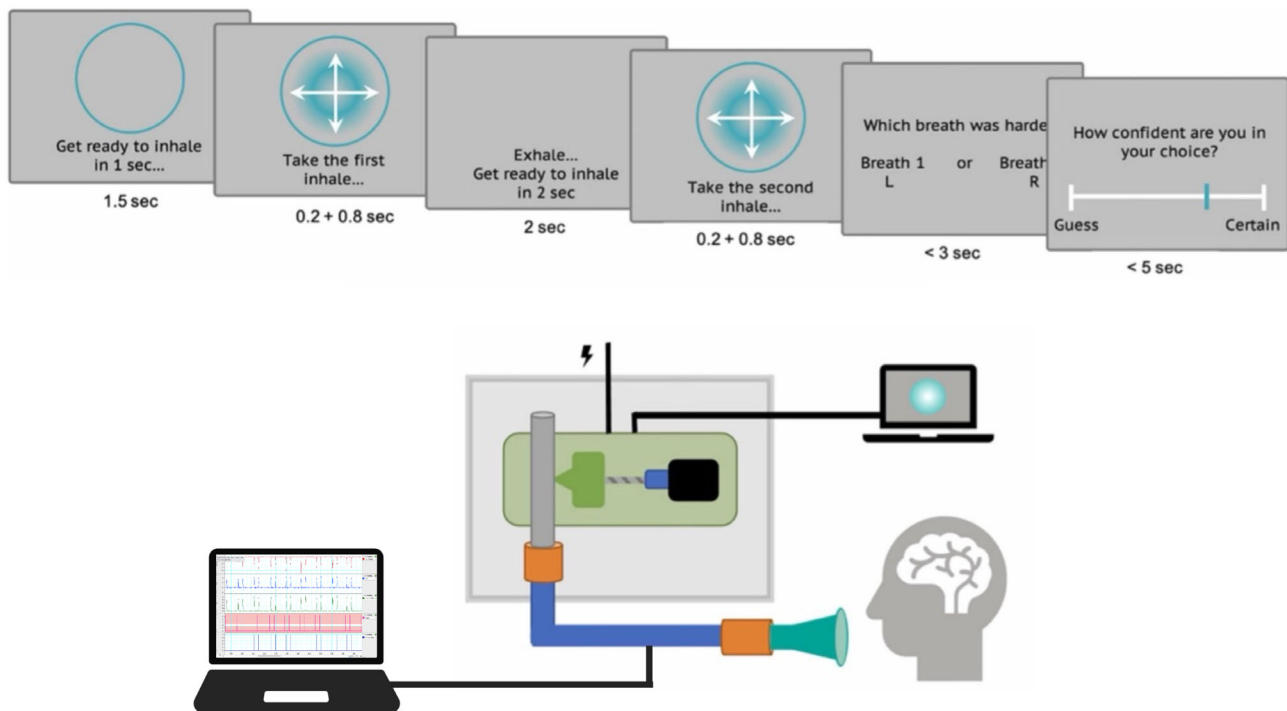 Get ready to inhale
in 1 sec...
1.5 sec
Take the first
inhale...
0.2 + 0.8 sec
Exhale...
Get ready to inhale
in 2 sec
2 sec
Take the second
inhale...
0.2 + 0.8 sec
Which breath was harde
Breath 1 or Breath
L R
< 3 sec
How confident are you in
your choice?
Guess Certain
< 5 sec